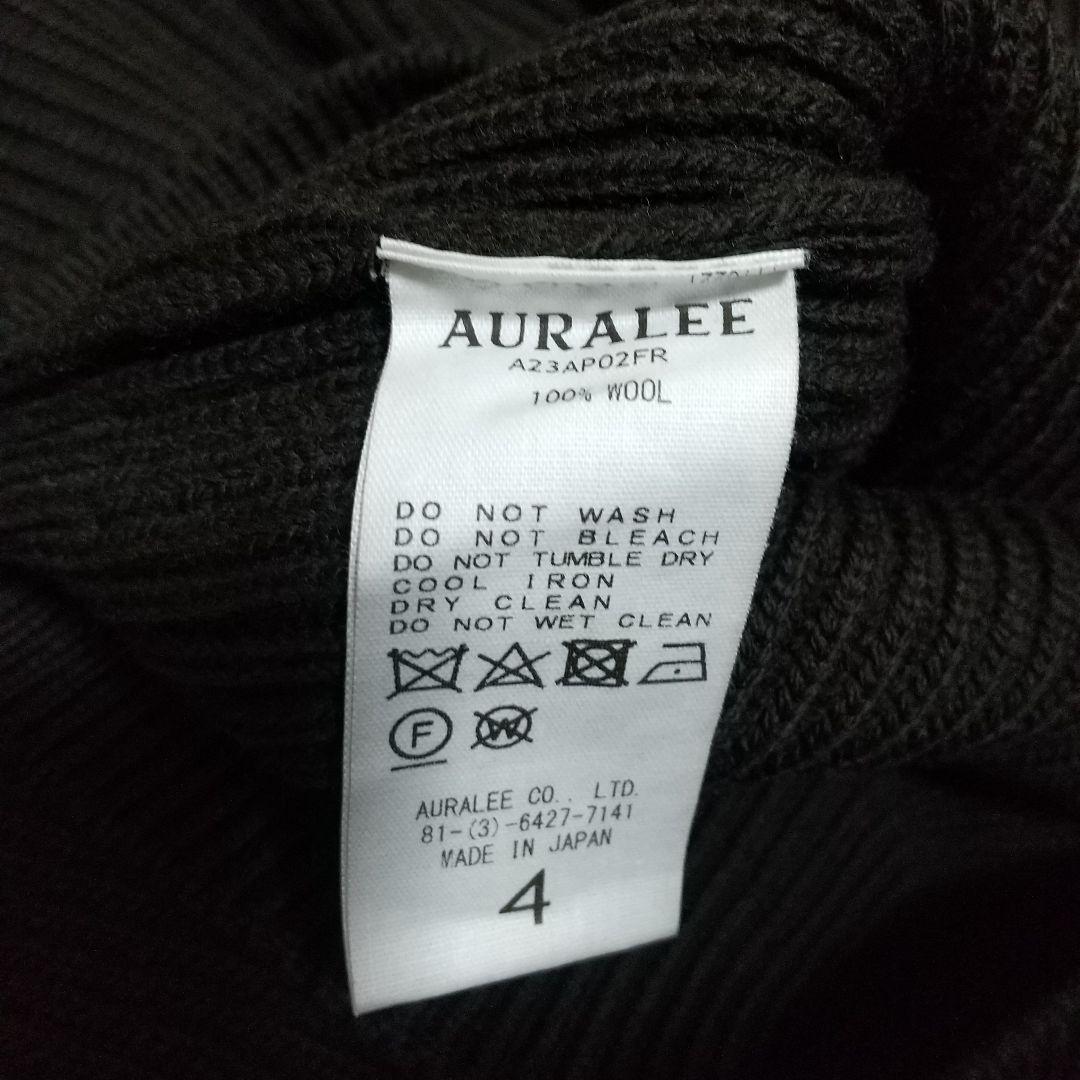 AURALEE
A23AP02FR
100% WOOL
DO NOT WASH
DO NOT BLEACH
DO NOT TUMBLE DRY
COOL IRON
DRY CLEAN
DO NOT WET CLEAN
F W
AURALEE CO., LTD.
81-(3)-6427-7141
MADE IN JAPAN
4